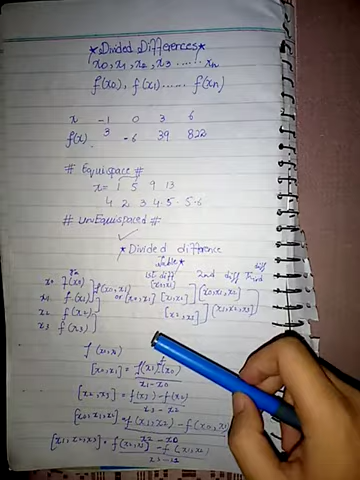 ★Divided Differences★
x0, x1, x2, x3 ...... xn
f(x0), f(x1)..... f(xn)
x -1 0 3 6
f(x). 3 -6 39 822
# Equispace #
x= 1 5 9 13
4 2 3 4.5 5.6
# unEquispaced #
★Divided difference
Table★
1st diff 2nd diff Third diff
x0 f(x0) f(x0,x1) [x0,x1] [x0,x1,x2]
x1 f(x1) or [x0,x1] [x1,x2]
x2 f(x2) [x2,x3] [x1,x2,x3]
x3 f(x3)
[x0,x1] = f(x1)-f(x0)
x1-x0
[x2,x3] = f(x3)-f(x2)
x3-x2
[x0,x1,x2] = f(x1,x2) - f(x0,x1)
x2-x0
[x1,x2,x3] = f(x2,x3) - f(x1,x2)
x3-x1